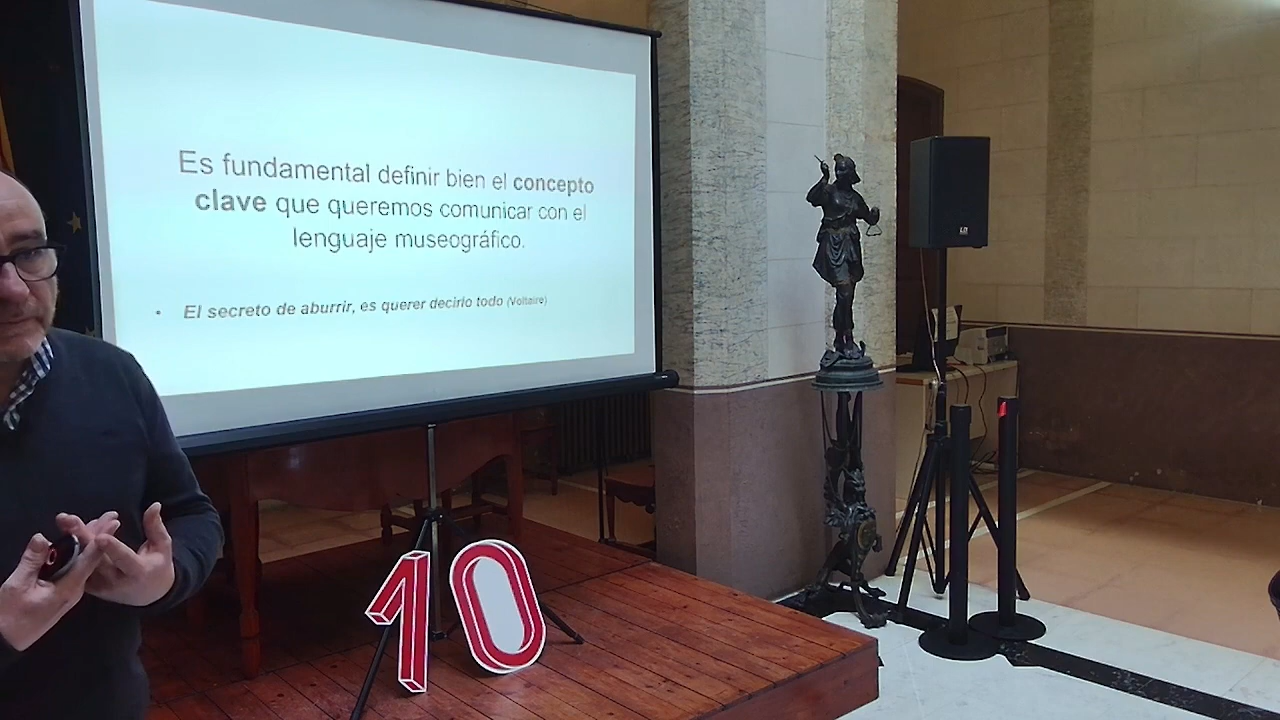 Es fundamental definir bien el concepto
clave que queremos comunicar con el
lenguaje museográfico.
• El secreto de aburrir, es querer decirlo todo (Voltaire)
10